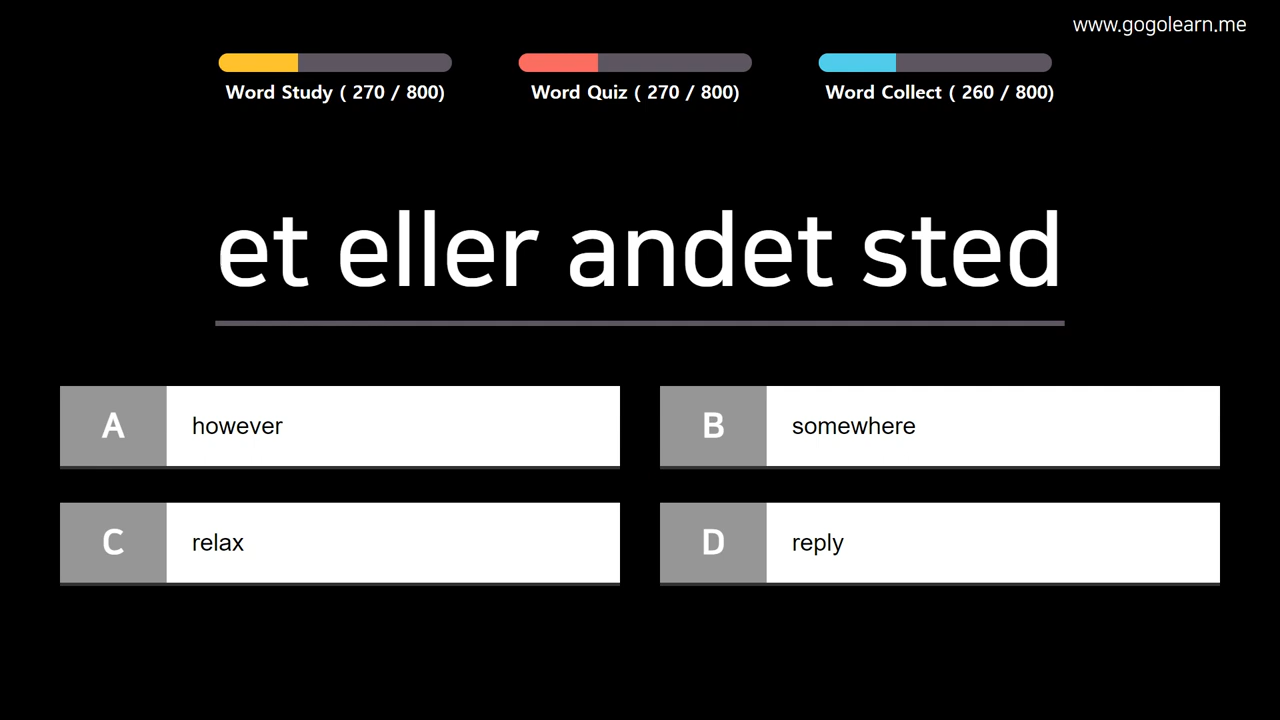 www.gogolearn.me
Word Study ( 270 / 800)
Word Quiz ( 270 / 800)
Word Collect ( 260 / 800)
et eller andet sted
A however
B somewhere
C relax
D reply